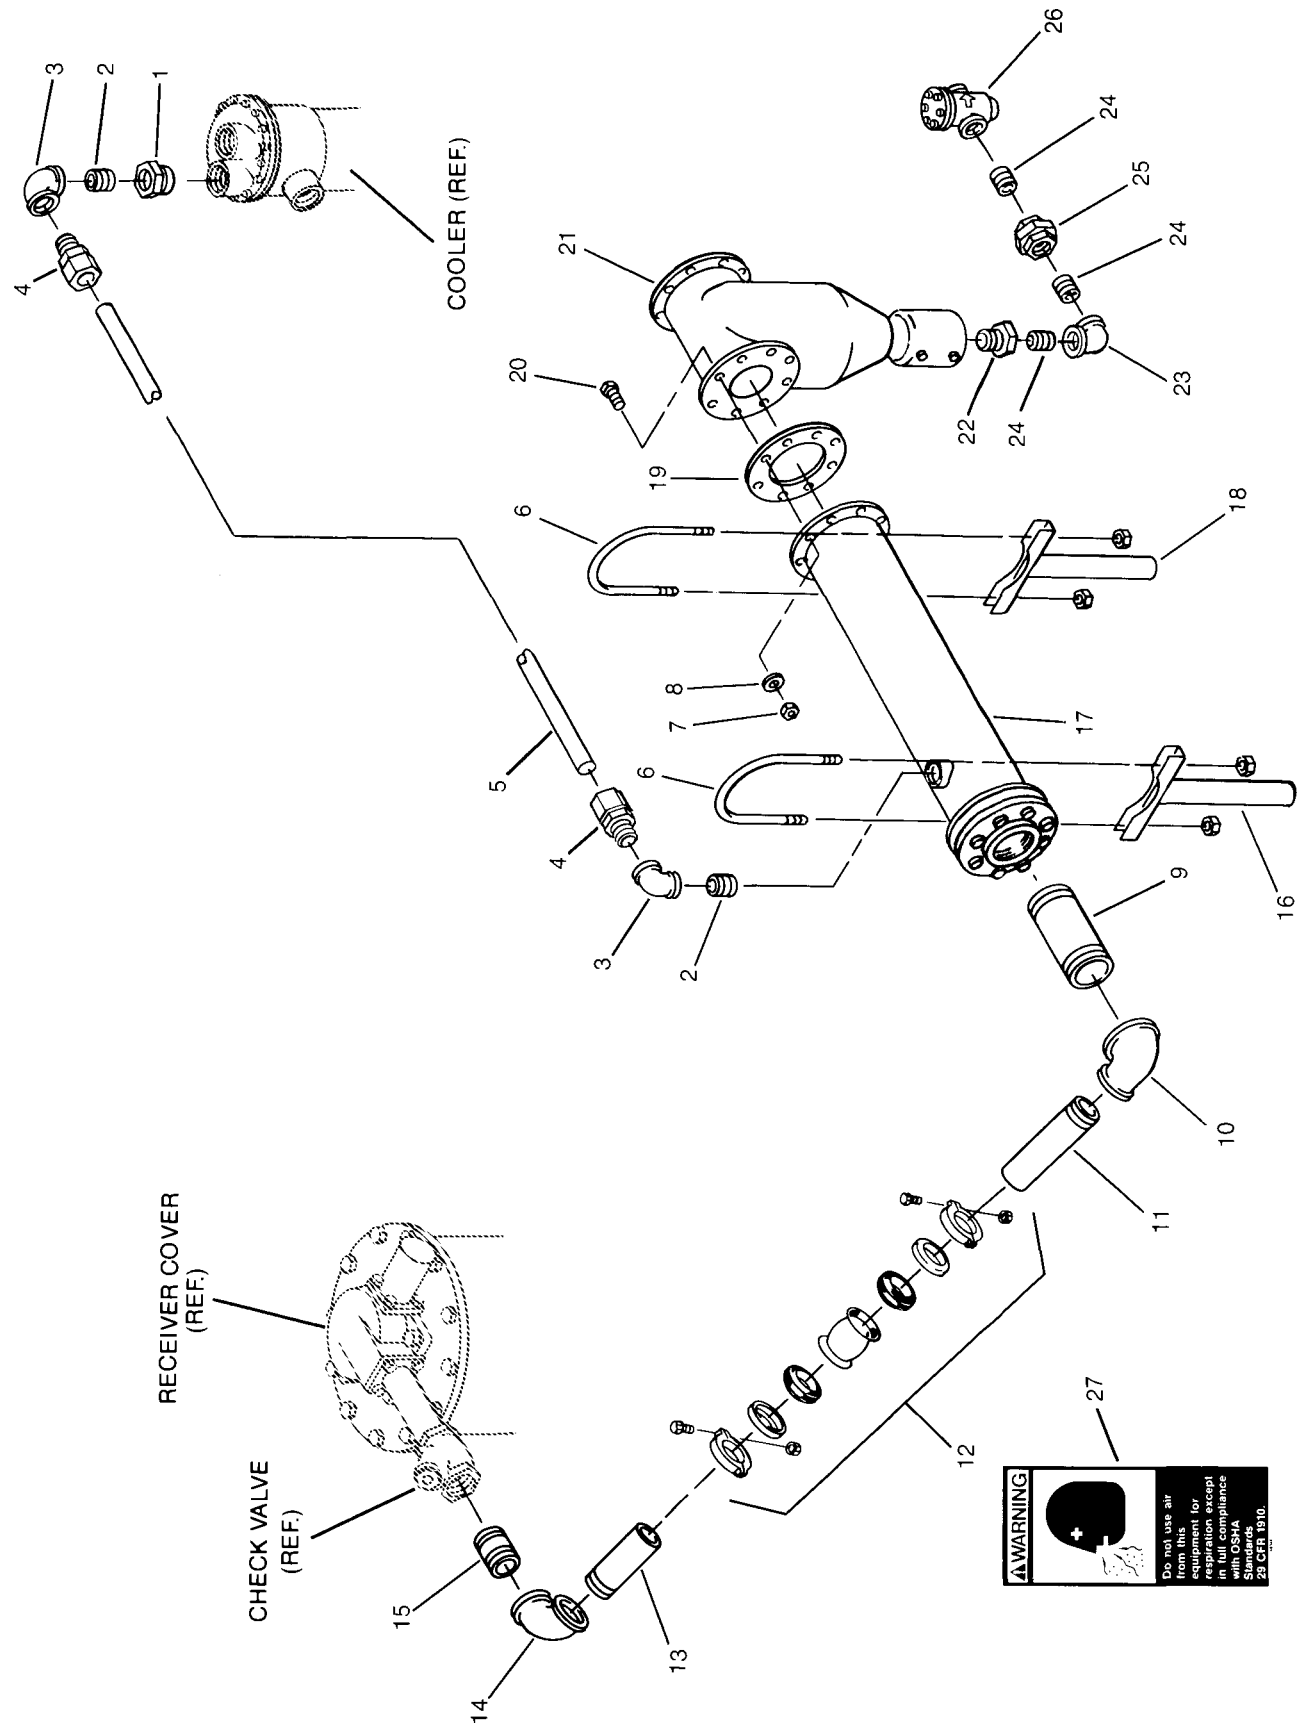 3
2
1
4
COOLER (REF.)
26
24
25
24
21
20
23
22
24
19
6
18
8
7
17
5
6
4
3
2
9
16
10
11
RECEIVER COVER
(REF.)
CHECK VALVE
(REF.)
12
15
14
13
27
WARNING
Do not use air
from this
equipment for
respiration except
in full compliance
with OSHA
Standards
29 CFR 1910.